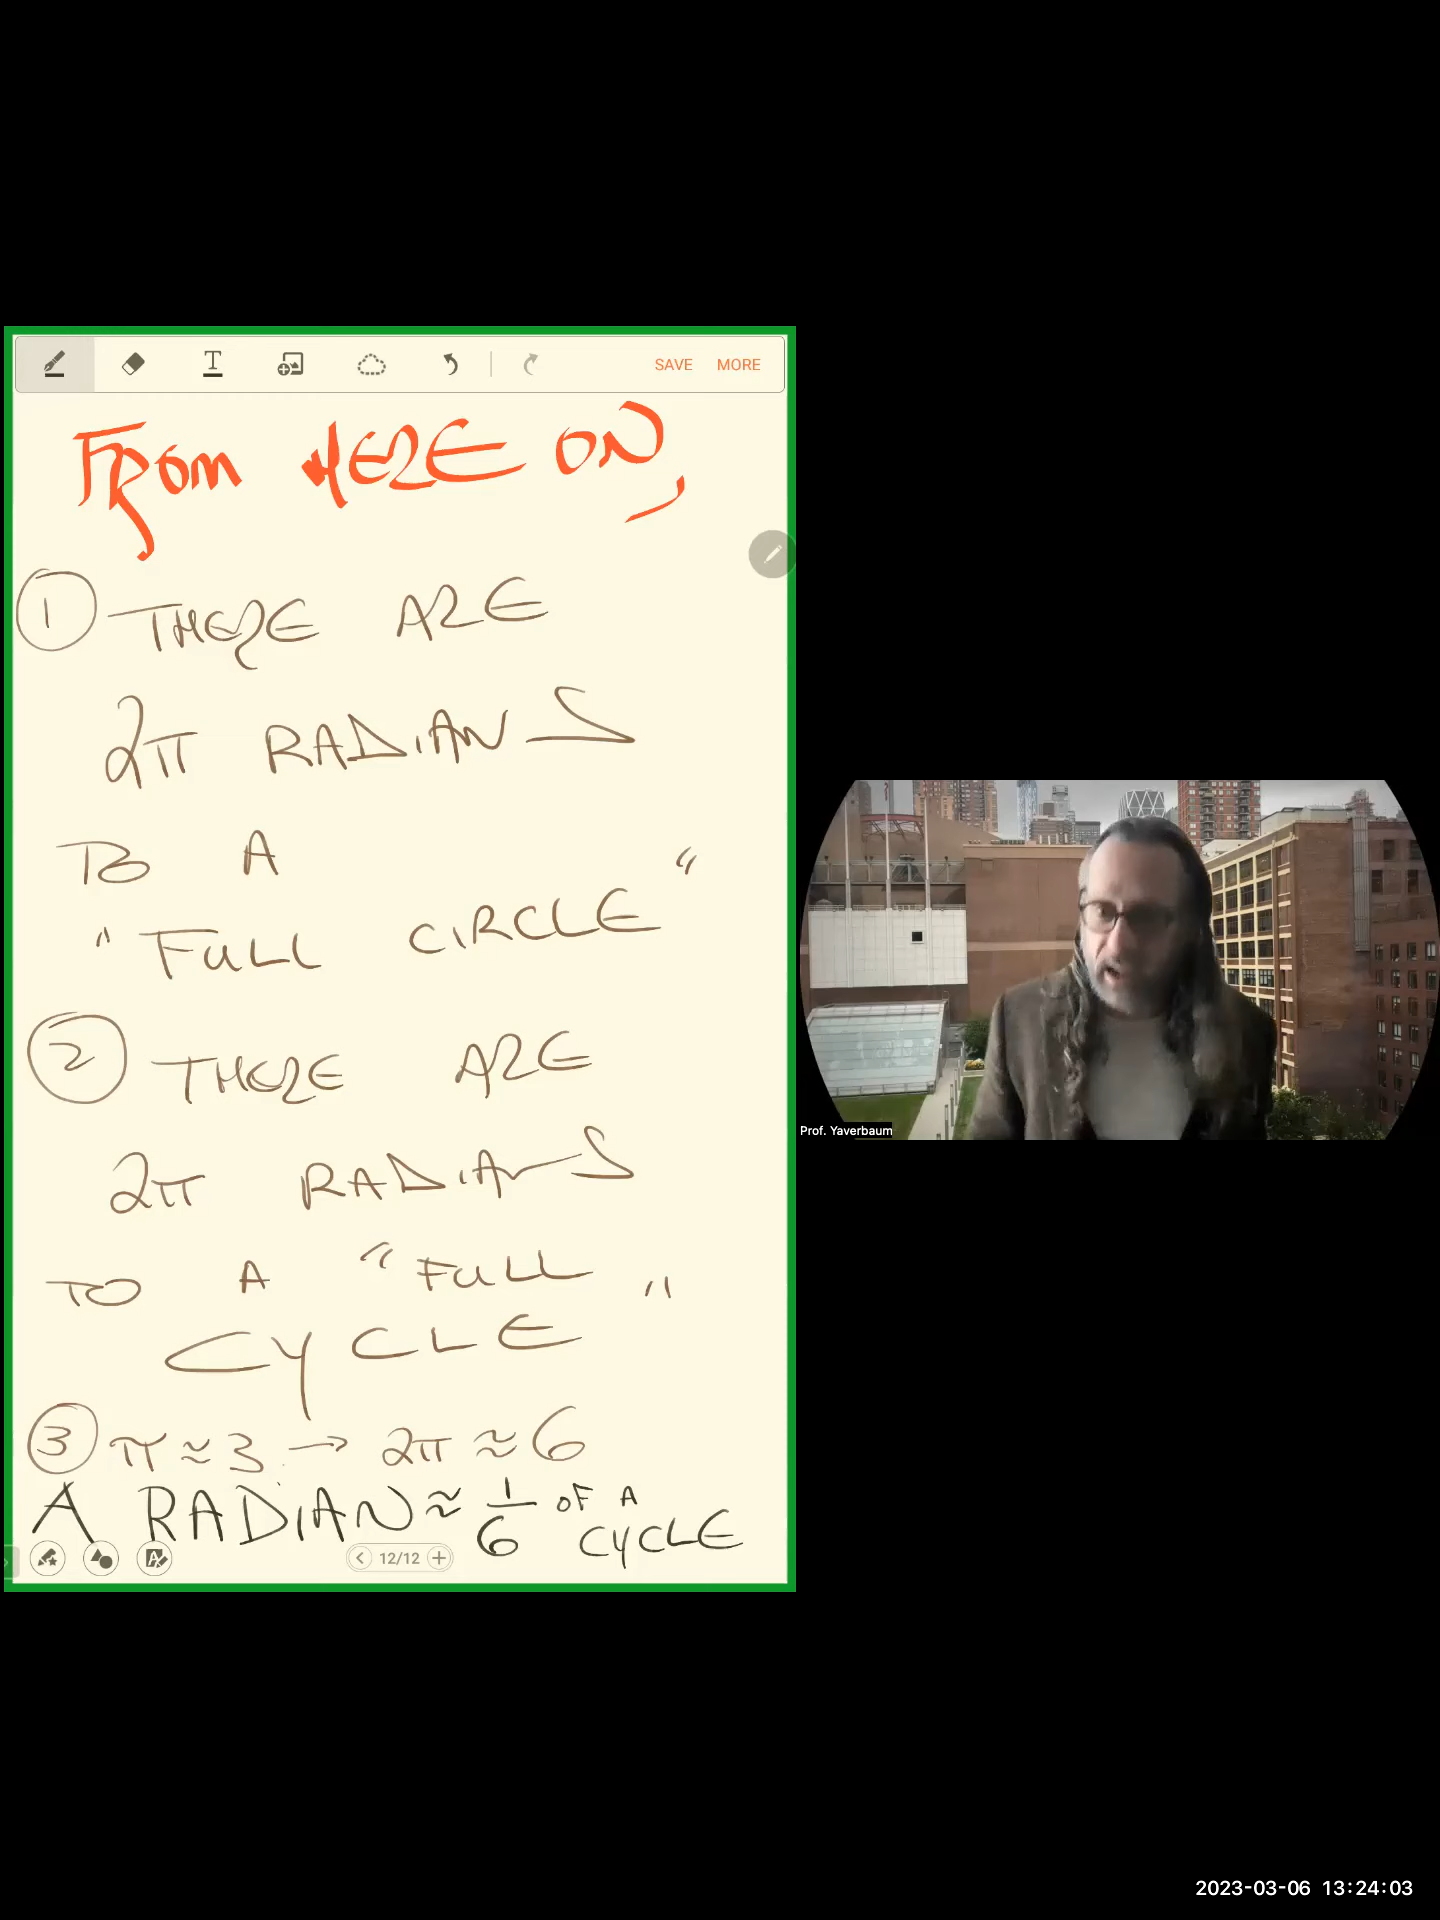 T
SAVE MORE
FROM HERE ON,
1 THERE ARE
2π RADIANS
TO A
"FULL CIRCLE"
2 THERE ARE
2π RADIANS
TO A "FULL
CYCLE"
3 π ≈ 3 → 2π ≈ 6
A RADIAN ≈ 1/6 OF A
CYCLE
12/12
Prof. Yaverbaum
2023-03-06 13:24:03